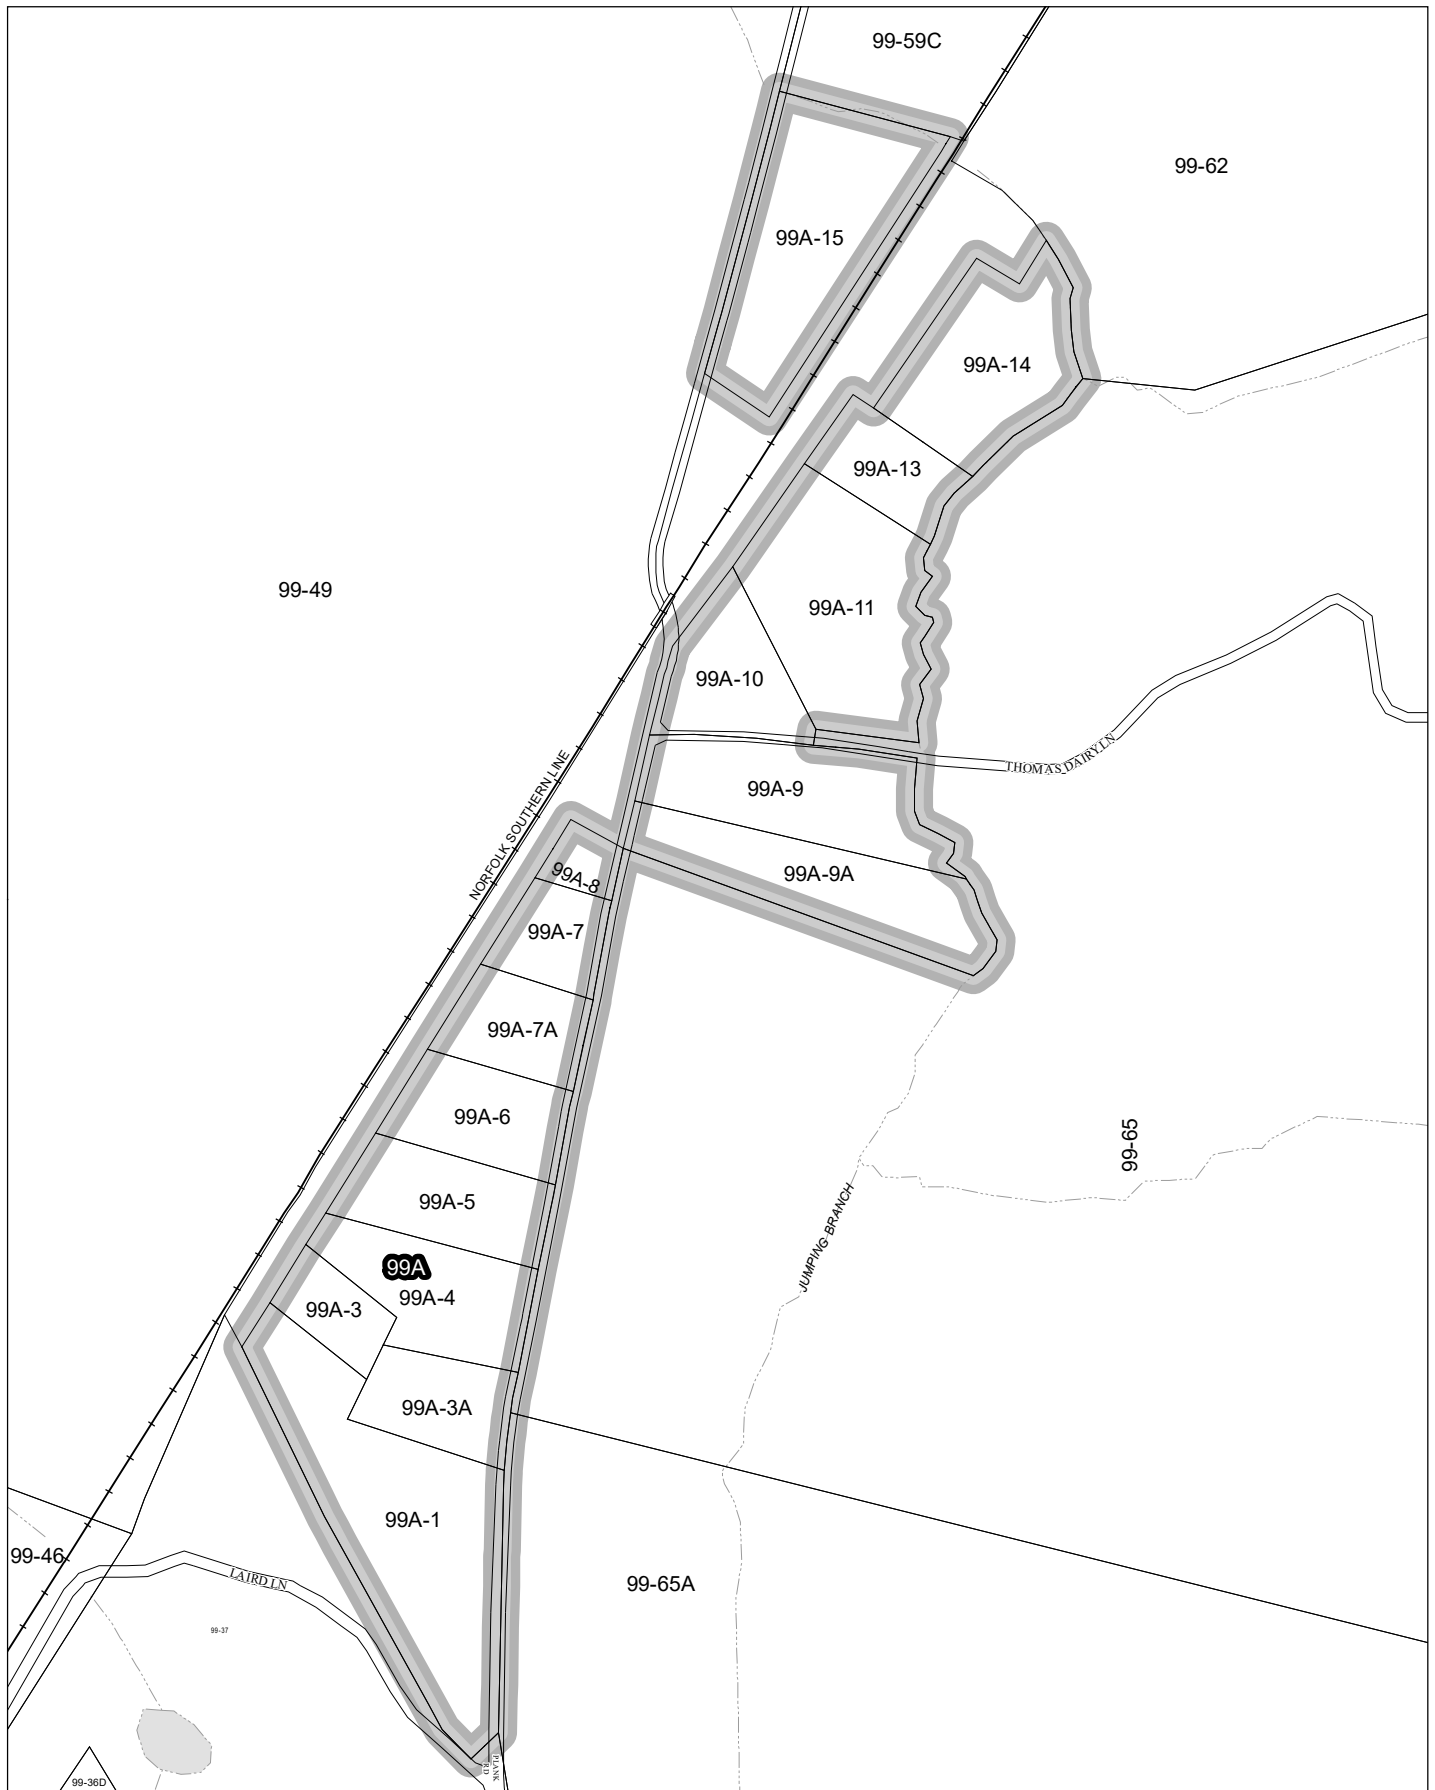 99-59C
99-62
99A-15
99A-14
99A-13
99-49
99A-11
99A-10
THOMAS DAIRY LN
NORFOLK SOUTHERN LINE
99A-9
99A-9A
99A-8
99A-7
99A-7A
99A-6
99-65
99A-5
JUMPING BRANCH
99A
99A-4
99A-3
99A-3A
99A-1
99-46
LAIRD LN
99-65A
99-37
PLANK
RD
99-36D